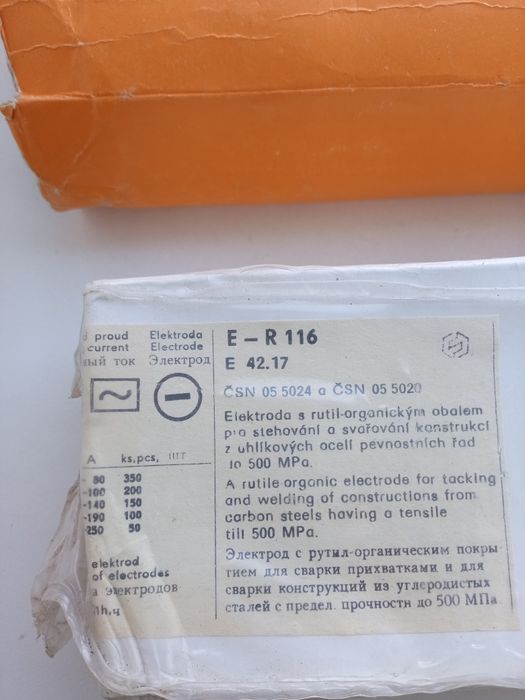 proud
current
ный ток
Elektroda
Electrode
Электрод
A ks,pcs, шт
80 350
-100 200
-140 150
-190 100
-250 50
elektrod
of electrodes
а электродов
E – R 116
E 42.17
ČSN 05 5024 a ČSN 05 5020
Elektroda s rutil-organickým obalem
pro stehování a svařování konstrukcí
z uhlíkových ocelí pevnostních řad
do 500 MPa.
A rutile-organic electrode for tacking
and welding of constructions from
carbon steels having a tensile
till 500 MPa.
Электрод с рутил-органическим покры
тием для сварки прихватками и для
сварки конструкций из углеродистых
сталей с предел. прочности до 500 МПа